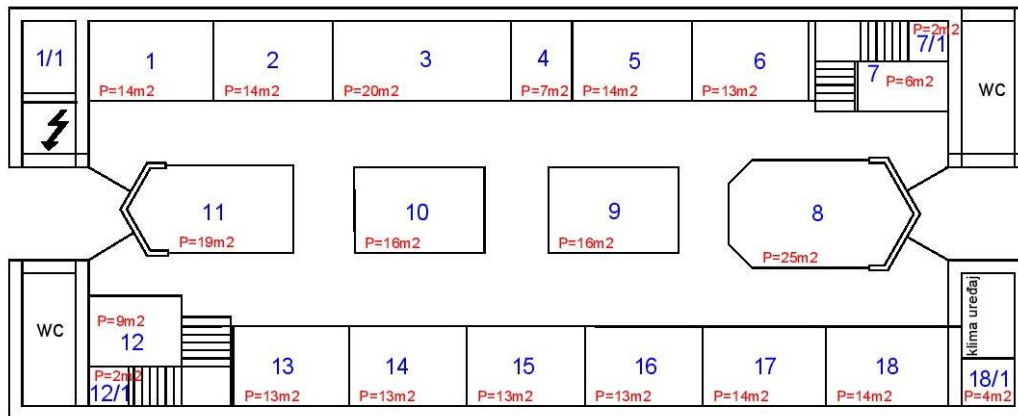 1/1
1
P=14m2
2
P=14m2
3
P=20m2
4
P=7m2
5
P=14m2
6
P=13m2
P=2m2
7/1
7
P=6m2
WC
11
P=19m2
10
P=16m2
9
P=16m2
8
P=25m2
WC
P=9m2
12
P=2m2
12/1
13
P=13m2
14
P=13m2
15
P=13m2
16
P=13m2
17
P=14m2
18
P=14m2
klima uređaj
18/1
P=4m2